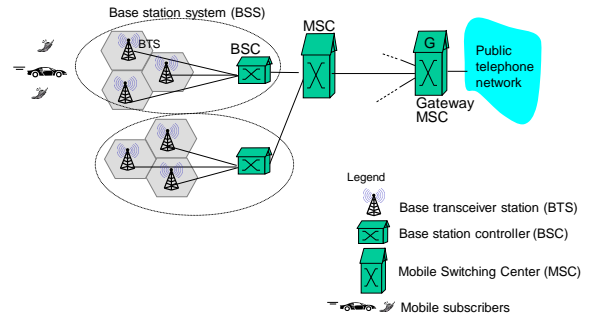 Base station system (BSS)
MSC
BTS
BSC
G
Public
telephone
network
Gateway
MSC
Legend
Base transceiver station (BTS)
Base station controller (BSC)
Mobile Switching Center (MSC)
Mobile subscribers